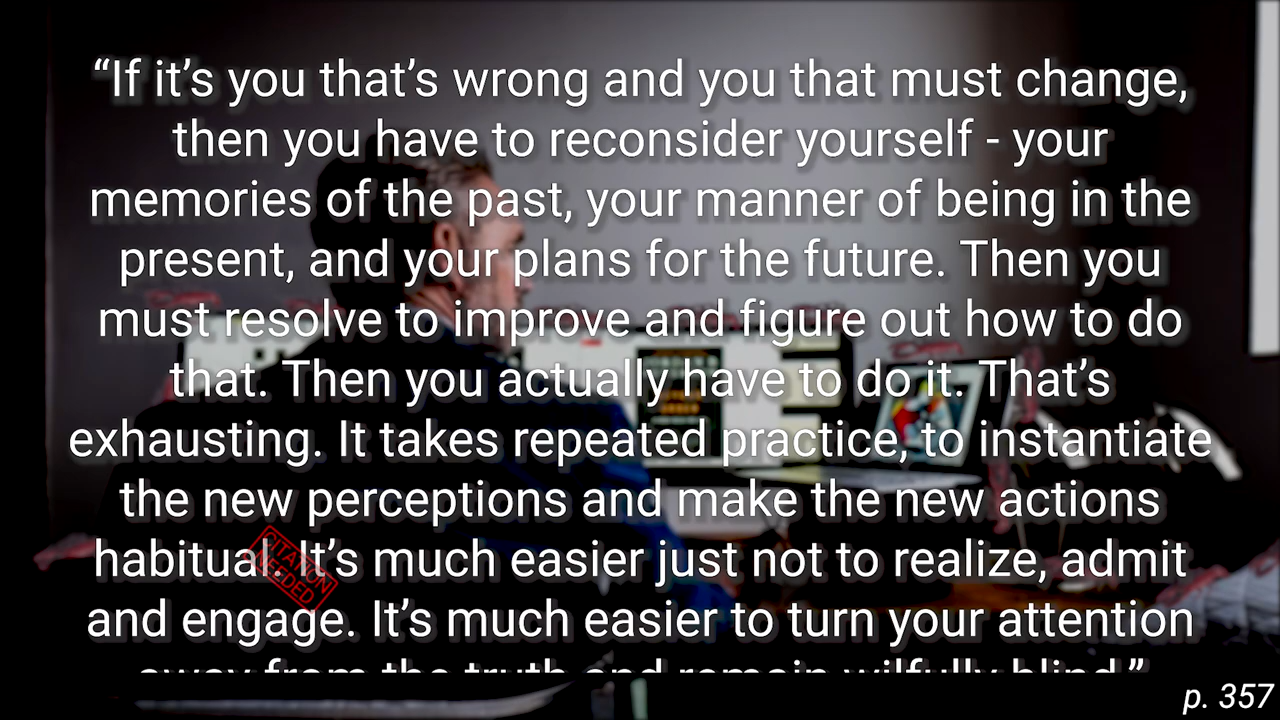 “If it’s you that’s wrong and you that must change,
then you have to reconsider yourself - your
memories of the past, your manner of being in the
present, and your plans for the future. Then you
must resolve to improve and figure out how to do
that. Then you actually have to do it. That’s
exhausting. It takes repeated practice, to instantiate
the new perceptions and make the new actions
habitual. It’s much easier just not to realize, admit
and engage. It’s much easier to turn your attention
away from the truth and remain wilfully blind.”
CITATION
NEEDED
p. 357